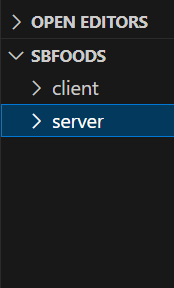 OPEN EDITORS
SBFOODS
client
server